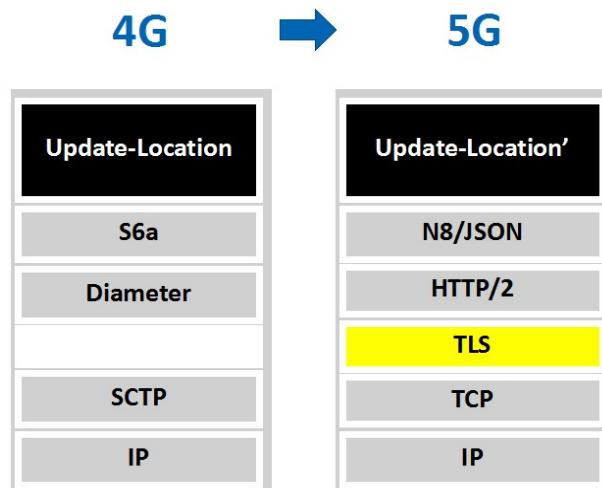 4G
5G
Update-Location
Update-Location’
S6a
N8/JSON
Diameter
HTTP/2
TLS
SCTP
TCP
IP
IP